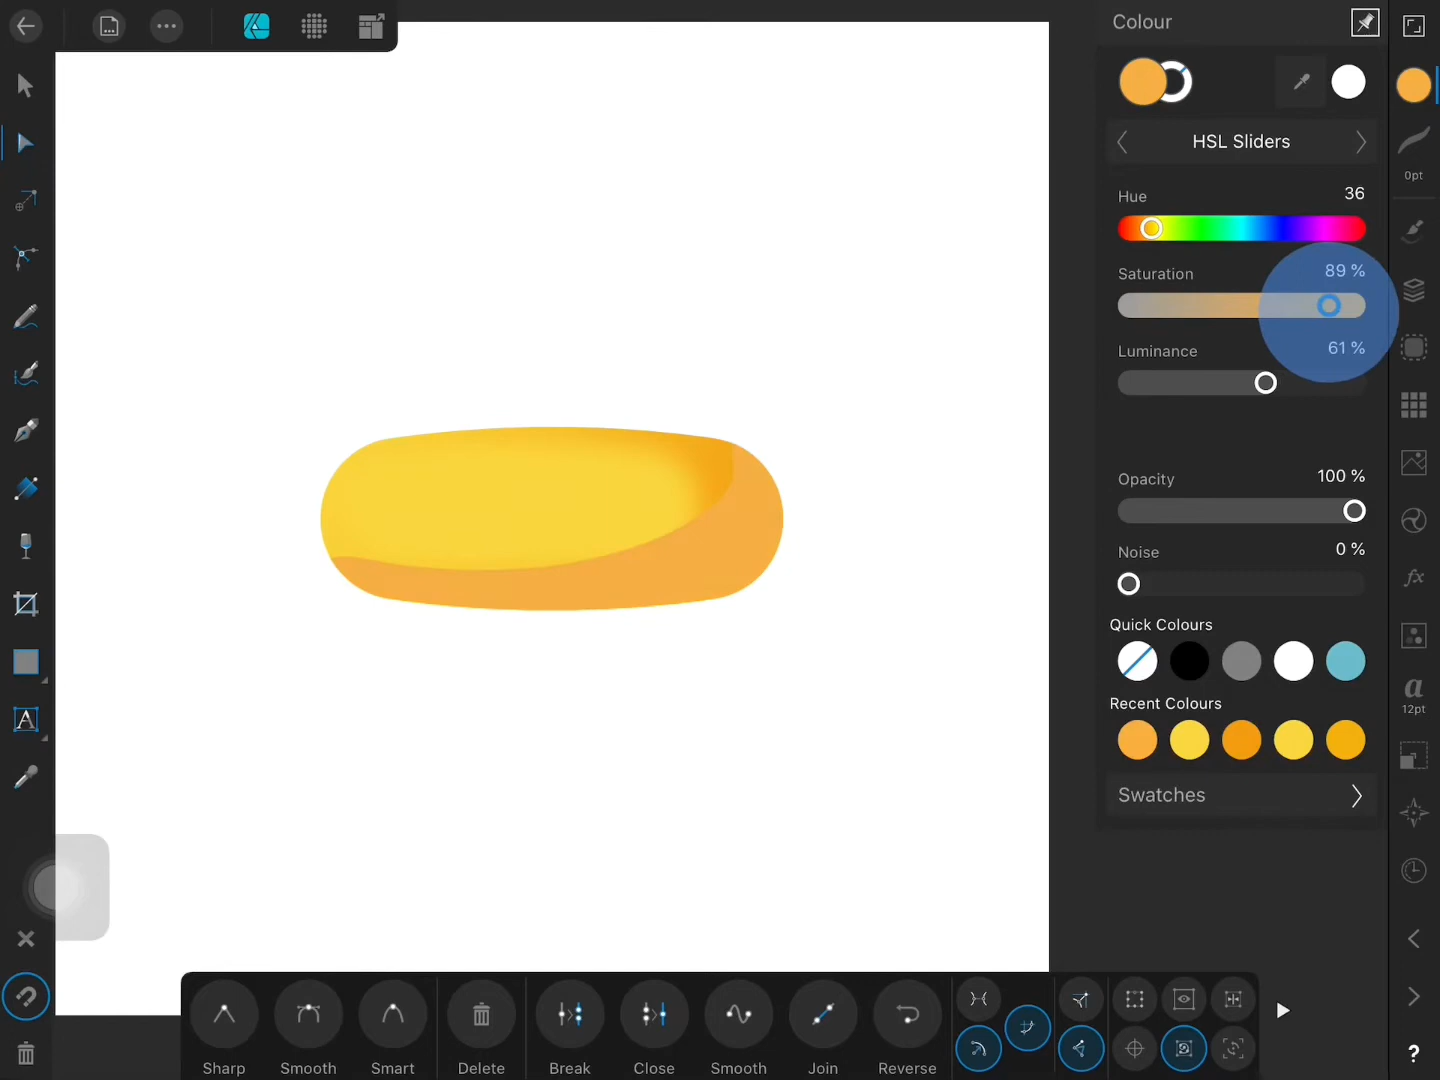 Colour
HSL Sliders
Hue 36
Saturation 89 %
Luminance 61 %
Opacity 100 %
Noise 0 %
Quick Colours
Recent Colours
Swatches
0pt
fx
a
12pt
?
A
Sharp Smooth Smart Delete Break Close Smooth Join Reverse